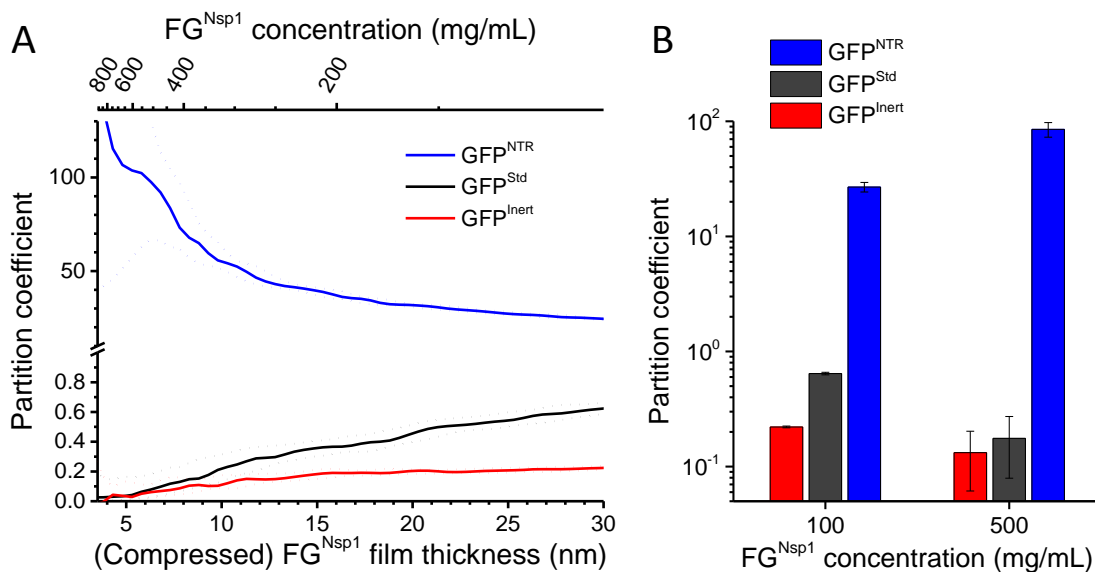 A
FG^Nsp1 concentration (mg/mL)
800 600 400 200
Partition coefficient
100
50
0.8
0.6
0.4
0.2
0.0
GFP^NTR
GFP^Std
GFP^Inert
5 10 15 20 25 30
(Compressed) FG^Nsp1 film thickness (nm)
B
GFP^NTR
GFP^Std
GFP^Inert
Partition coefficient
10^2
10^1
10^0
10^-1
100 500
FG^Nsp1 concentration (mg/mL)